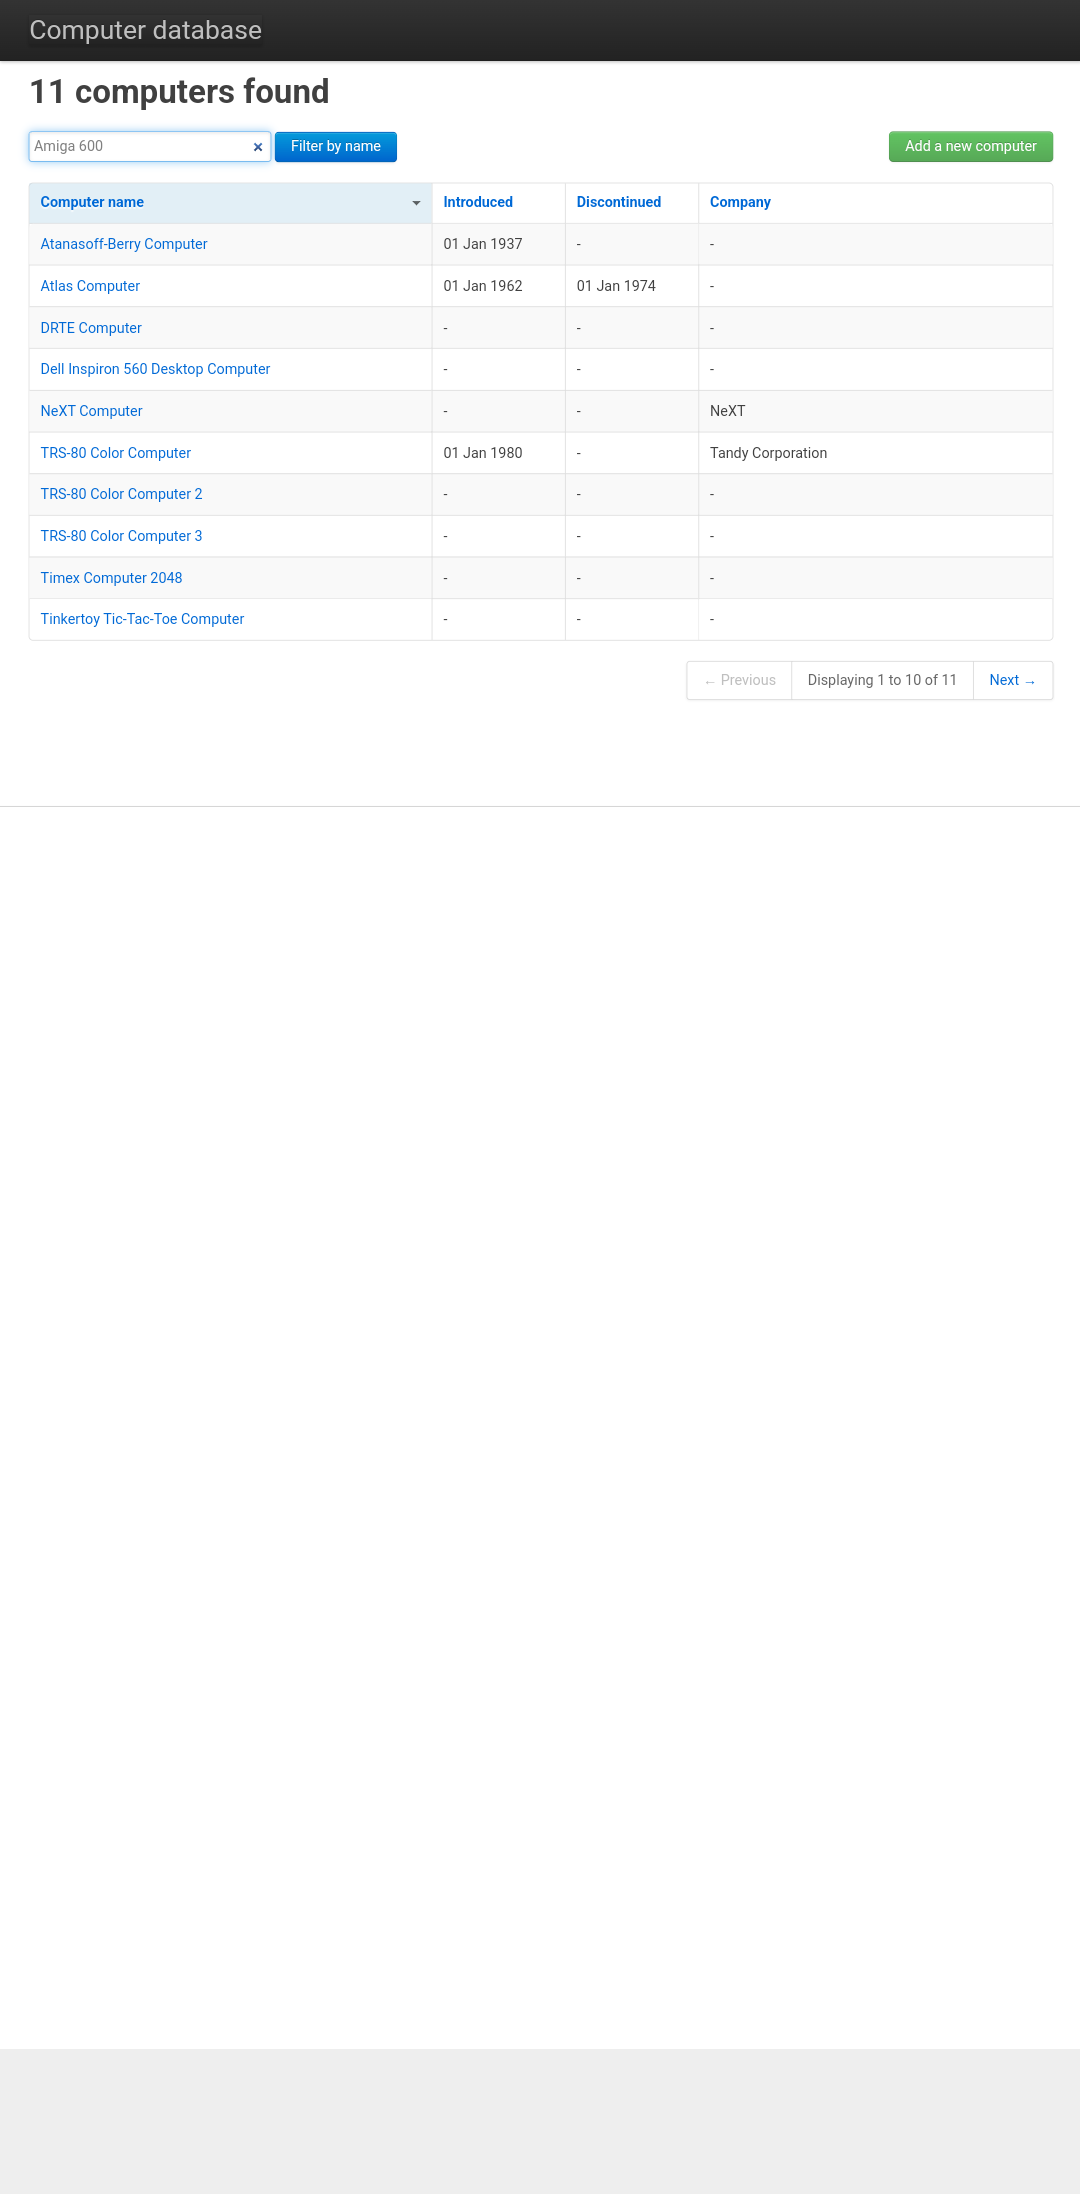 Computer database
11 computers found
Amiga 600 × Filter by name Add a new computer
Computer name Introduced Discontinued Company
Atanasoff-Berry Computer 01 Jan 1937 - -
Atlas Computer 01 Jan 1962 01 Jan 1974 -
DRTE Computer - - -
Dell Inspiron 560 Desktop Computer - - -
NeXT Computer - - NeXT
TRS-80 Color Computer 01 Jan 1980 - Tandy Corporation
TRS-80 Color Computer 2 - - -
TRS-80 Color Computer 3 - - -
Timex Computer 2048 - - -
Tinkertoy Tic-Tac-Toe Computer - - -
← Previous Displaying 1 to 10 of 11 Next →